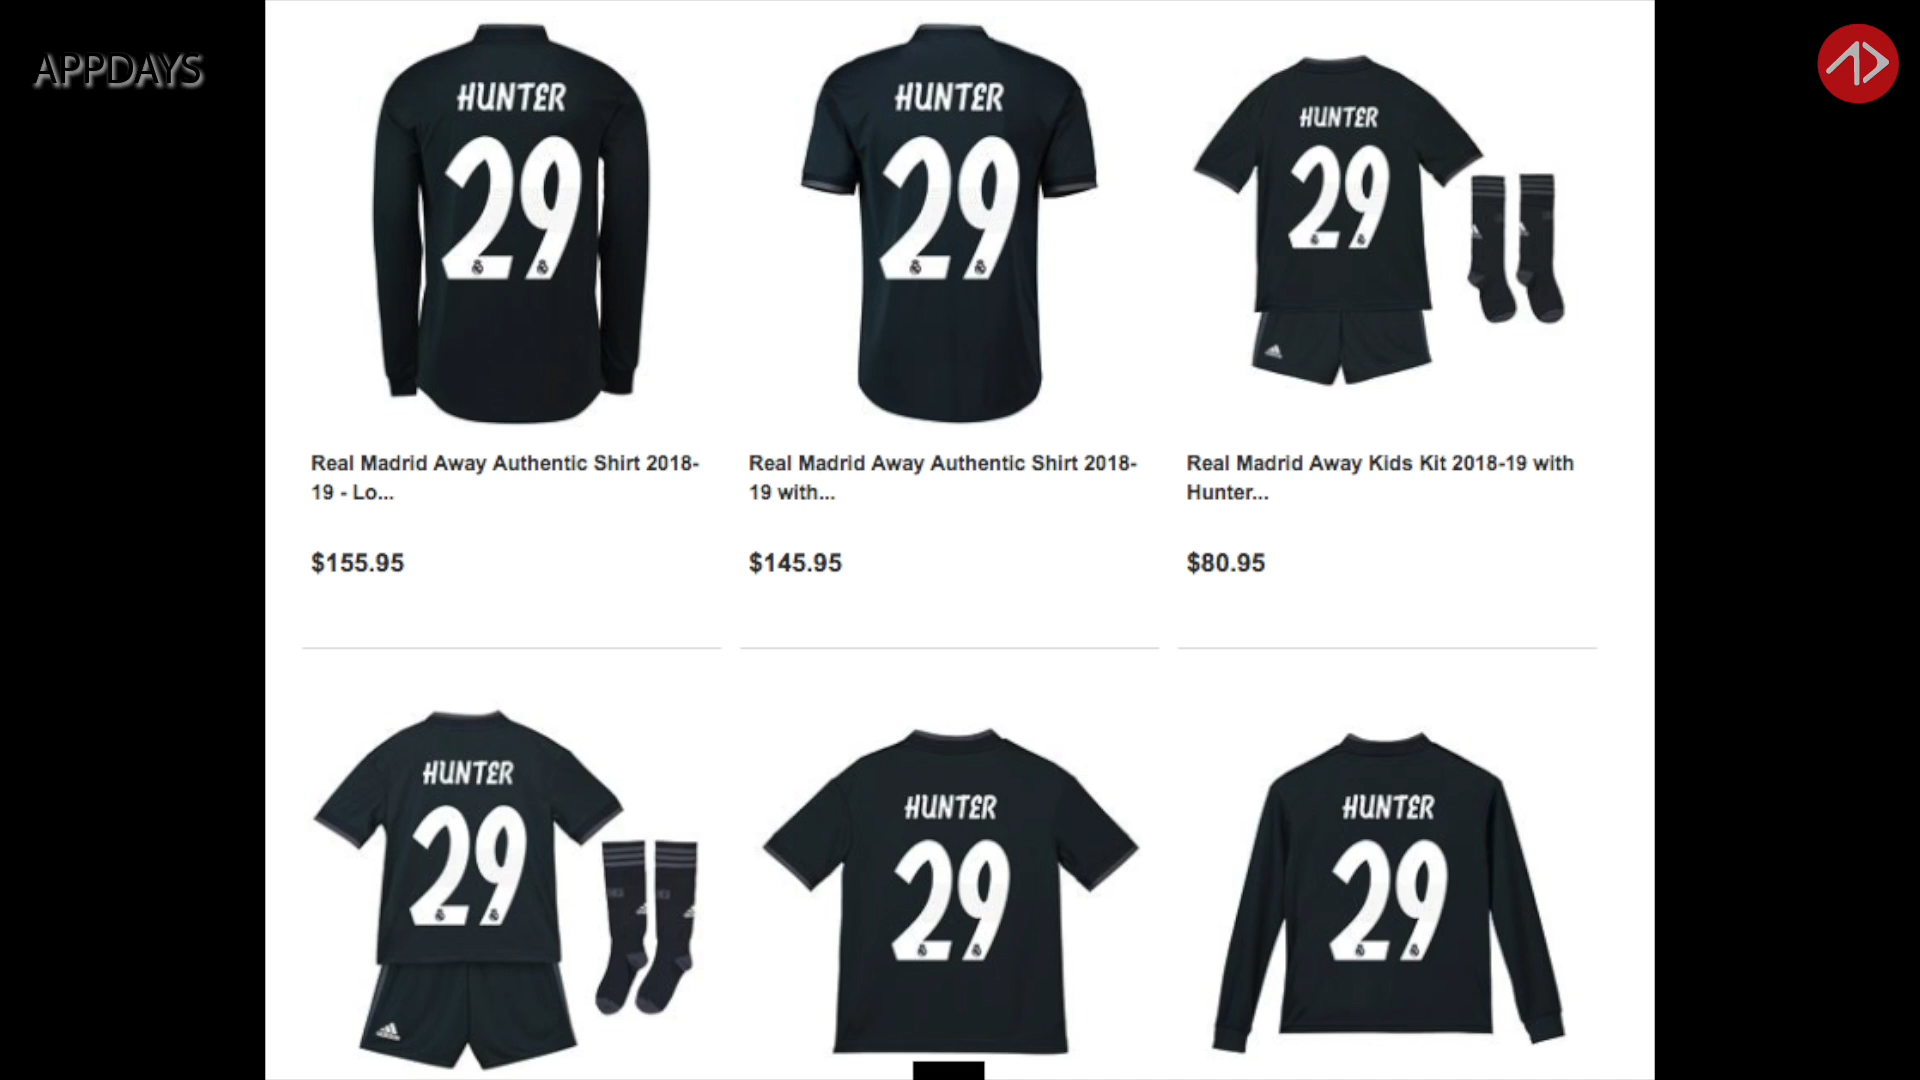 APPDAYS
HUNTER
29
HUNTER
29
HUNTER
29
Real Madrid Away Authentic Shirt 2018-
19 - Lo...
$155.95
Real Madrid Away Authentic Shirt 2018-
19 with...
$145.95
Real Madrid Away Kids Kit 2018-19 with
Hunter...
$80.95
HUNTER
29
HUNTER
29
HUNTER
29